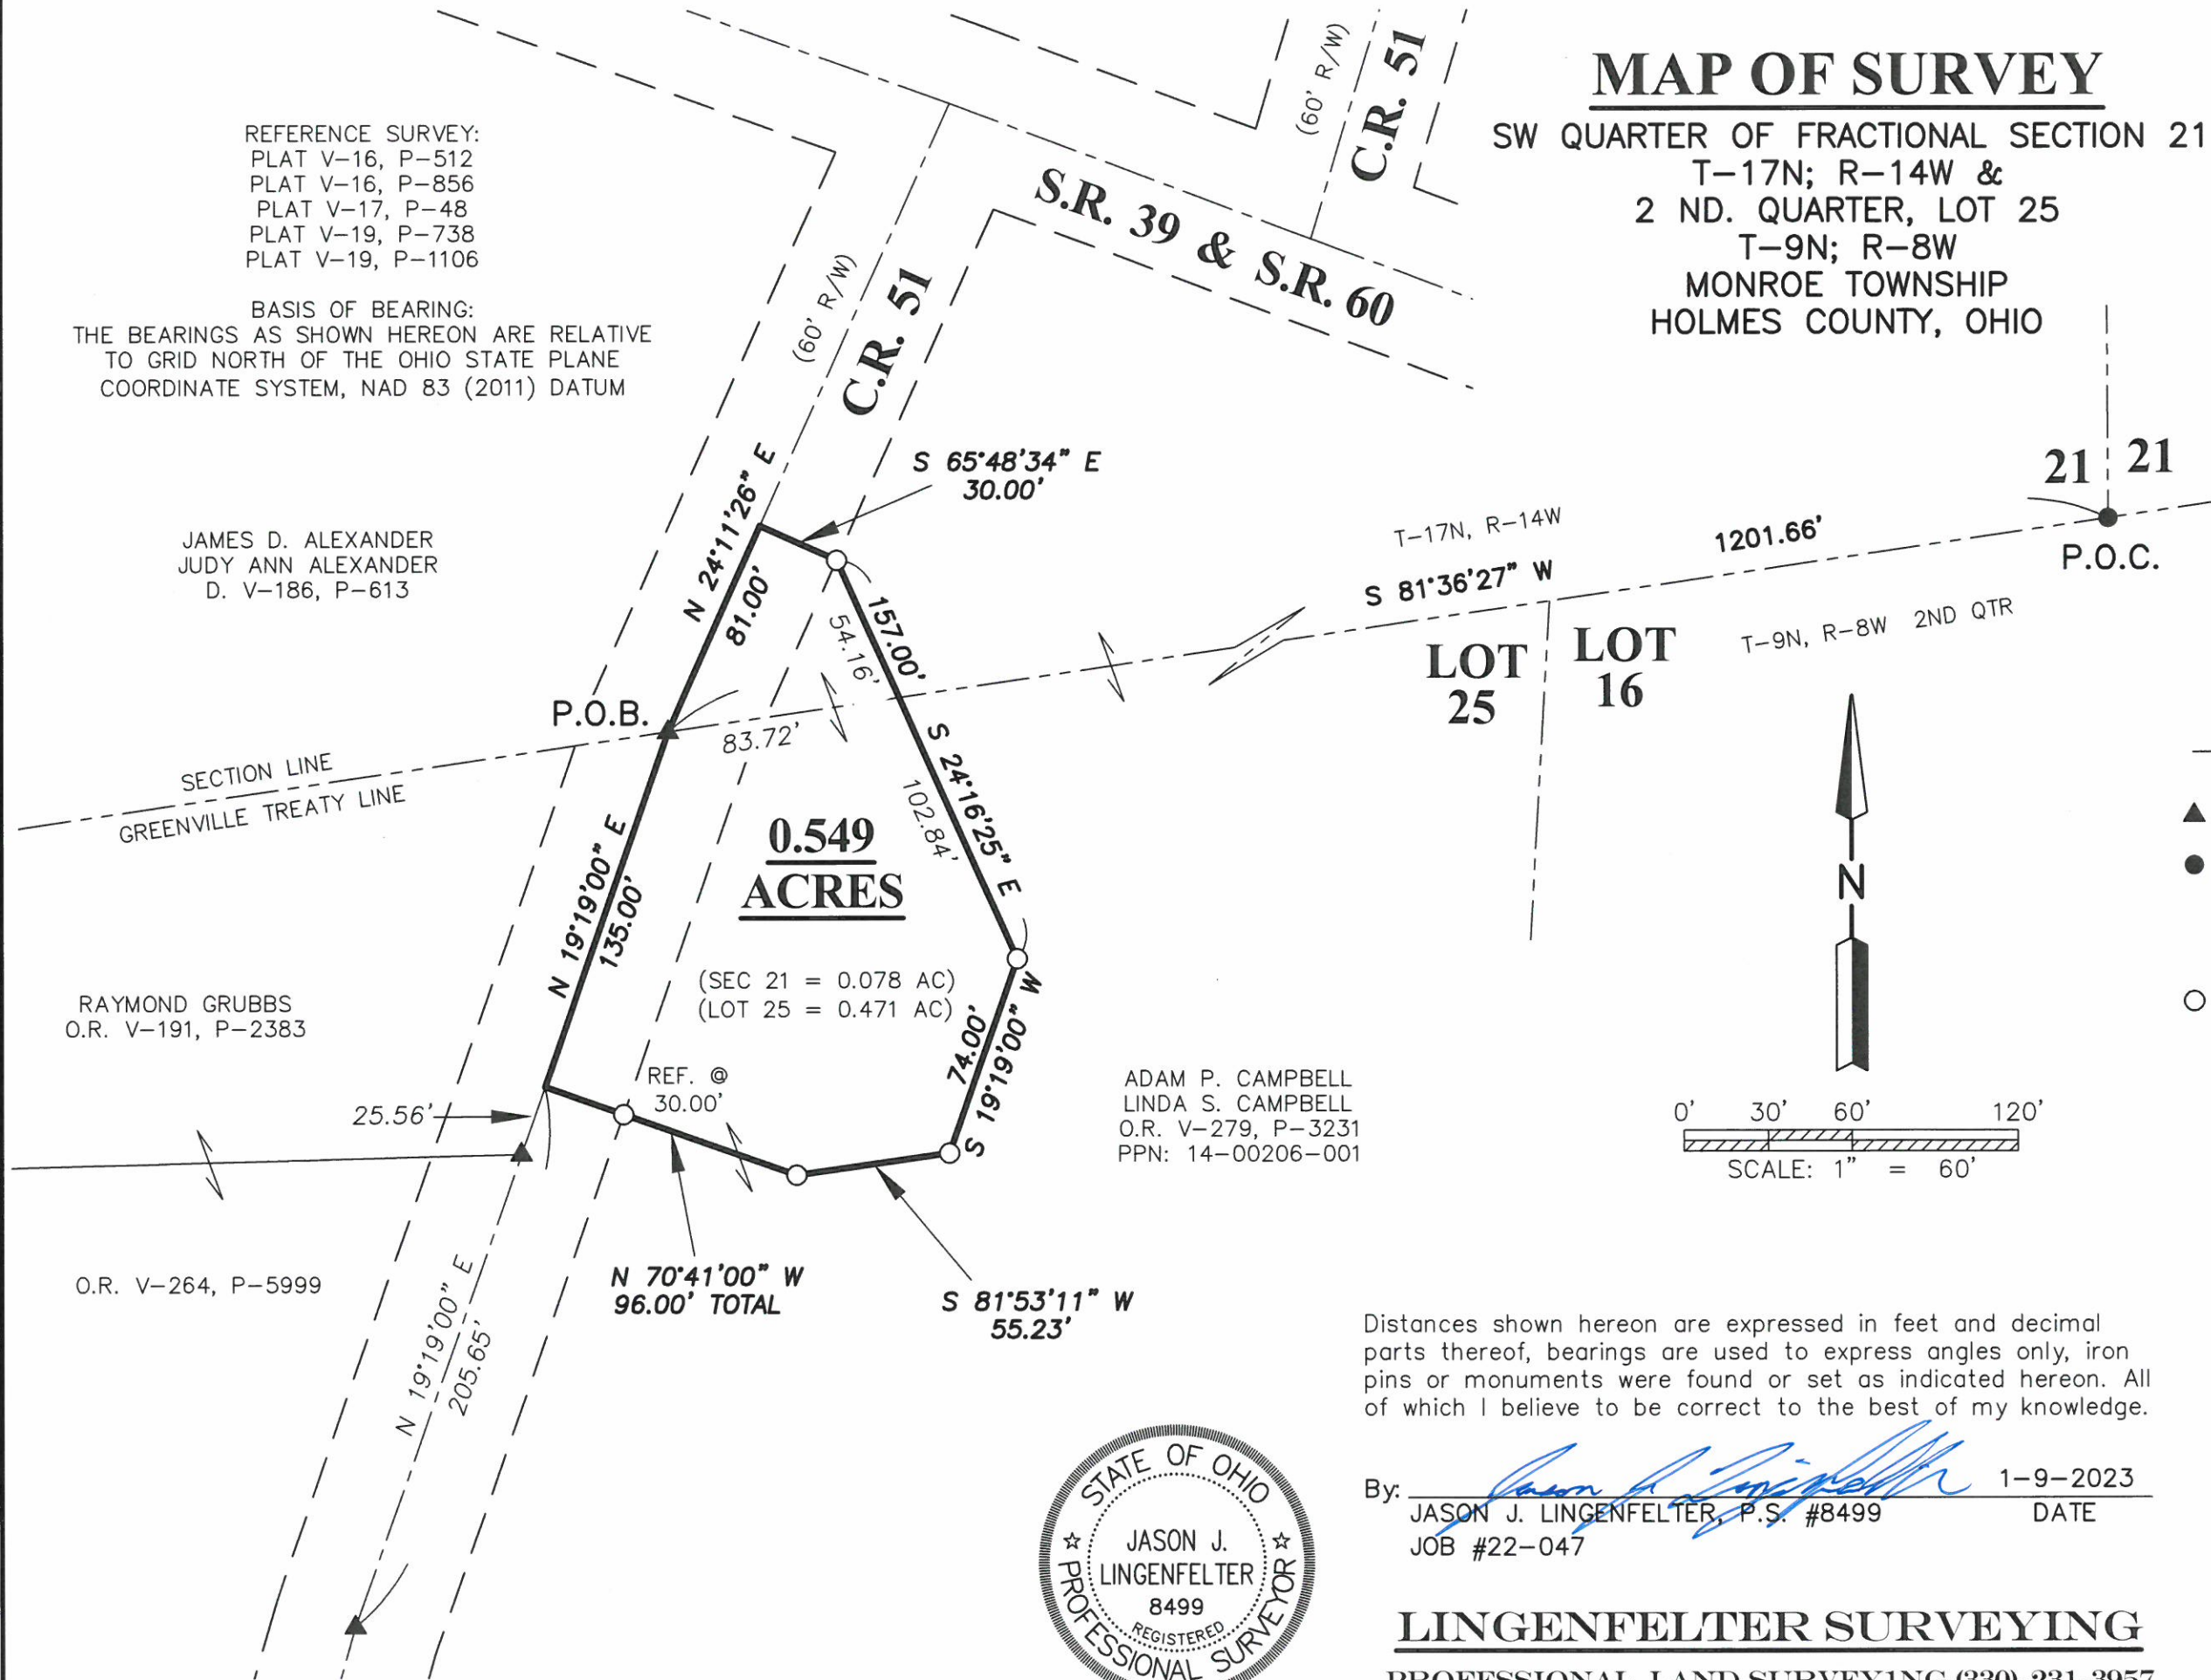 MAP OF SURVEY
SW QUARTER OF FRACTIONAL SECTION 21
T-17N; R-14W &
2 ND. QUARTER, LOT 25
T-9N; R-8W
MONROE TOWNSHIP
HOLMES COUNTY, OHIO
REFERENCE SURVEY:
PLAT V-16, P-512
PLAT V-16, P-856
PLAT V-17, P-48
PLAT V-19, P-738
PLAT V-19, P-1106
BASIS OF BEARING:
THE BEARINGS AS SHOWN HEREON ARE RELATIVE
TO GRID NORTH OF THE OHIO STATE PLANE
COORDINATE SYSTEM, NAD 83 (2011) DATUM
(60' R/W)
C.R. 51
S.R. 39 & S.R. 60
(60' R/W)
C.R. 51
JAMES D. ALEXANDER
JUDY ANN ALEXANDER
D. V-186, P-613
N 24°11'26" E
81.00'
S 65°48'34" E
30.00'
157.00'
54.16'
S 24°16'25" E
102.84'
T-17N, R-14W
S 81°36'27" W
1201.66'
21 21
P.O.C.
LOT
25
LOT
16
T-9N, R-8W 2ND QTR
P.O.B.
83.72'
SECTION LINE
GREENVILLE TREATY LINE
0.549
ACRES
(SEC 21 = 0.078 AC)
(LOT 25 = 0.471 AC)
N 19°19'00" E
135.00'
RAYMOND GRUBBS
O.R. V-191, P-2383
REF. @
30.00'
25.56'
74.00'
S 19°19'00" W
ADAM P. CAMPBELL
LINDA S. CAMPBELL
O.R. V-279, P-3231
PPN: 14-00206-001
N
0' 30' 60' 120'
SCALE: 1" = 60'
O.R. V-264, P-5999
N 19°19'00" E
205.65'
N 70°41'00" W
96.00' TOTAL
S 81°53'11" W
55.23'
Distances shown hereon are expressed in feet and decimal
parts thereof, bearings are used to express angles only, iron
pins or monuments were found or set as indicated hereon. All
of which I believe to be correct to the best of my knowledge.
By: 1-9-2023
JASON J. LINGENFELTER, P.S. #8499 DATE
JOB #22-047
STATE OF OHIO
JASON J.
LINGENFELTER
8499
REGISTERED
PROFESSIONAL SURVEYOR
LINGENFELTER SURVEYING
PROFESSIONAL LAND SURVEYING (330) 231-3957